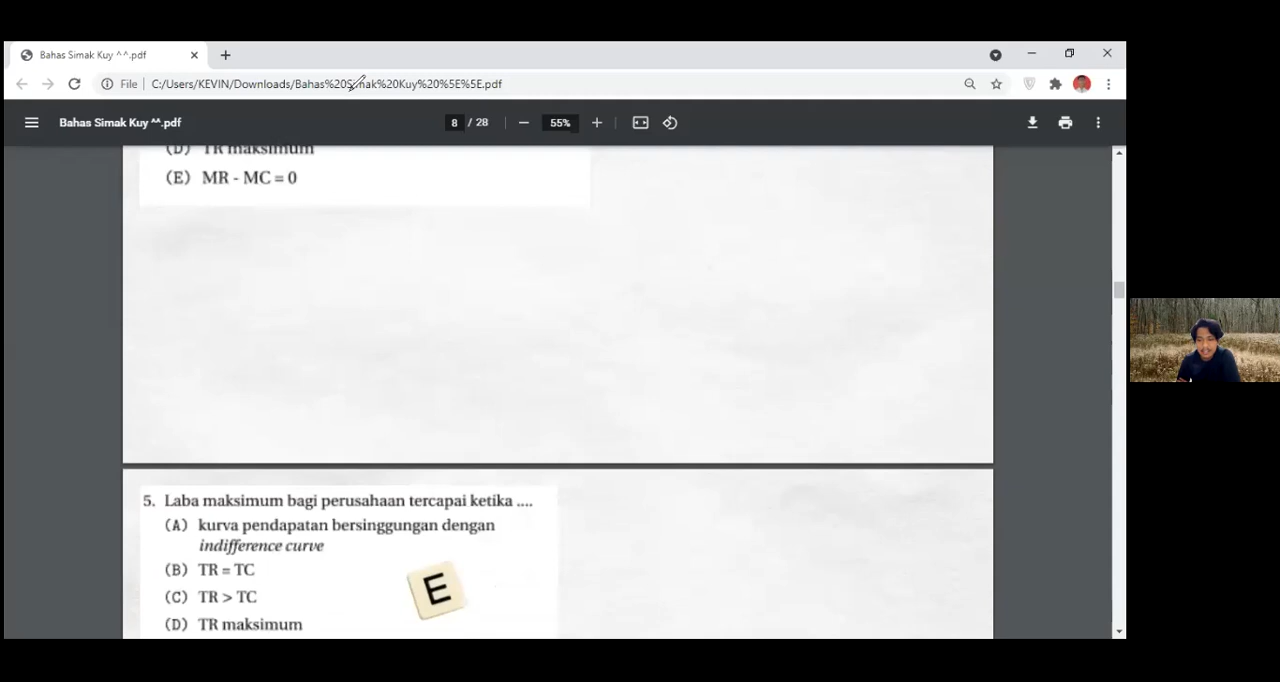 Bahas Simak Kuy ^^.pdf
File
C:/Users/KEVIN/Downloads/Bahas%20Simak%20Kuy%20%5E%5E.pdf
Bahas Simak Kuy ^^.pdf
8 / 28
55%
(D) TR maksimum
(E) MR - MC = 0
5. Laba maksimum bagi perusahaan tercapai ketika ....
(A) kurva pendapatan bersinggungan dengan
indifference curve
(B) TR = TC
E
(C) TR > TC
(D) TR maksimum